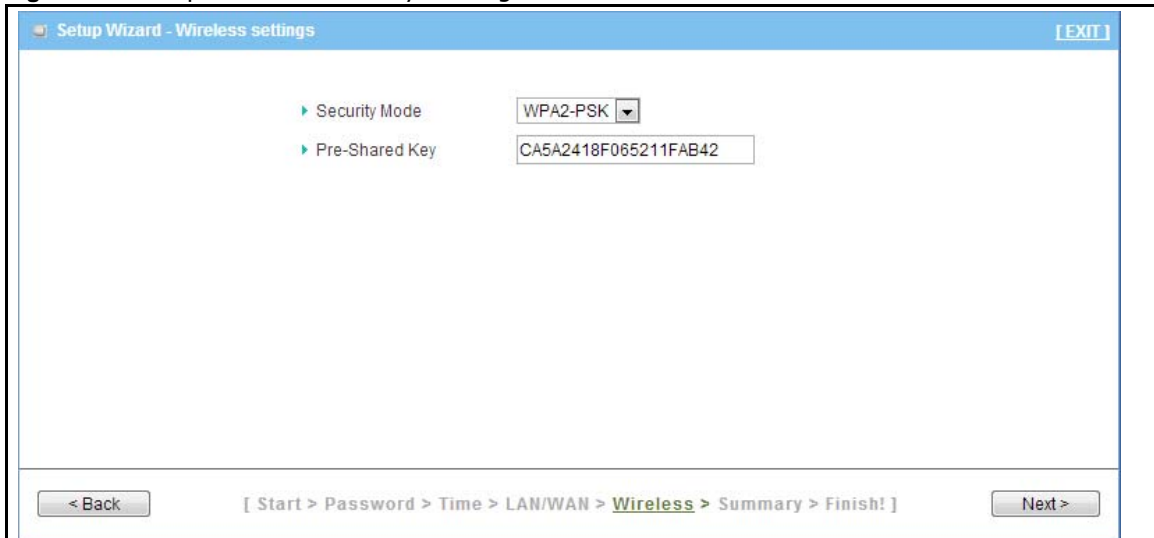 Setup Wizard - Wireless settings [EXIT]
Security Mode WPA2-PSK
Pre-Shared Key CA5A2418F065211FAB42
< Back [ Start > Password > Time > LAN/WAN > Wireless > Summary > Finish! ] Next >